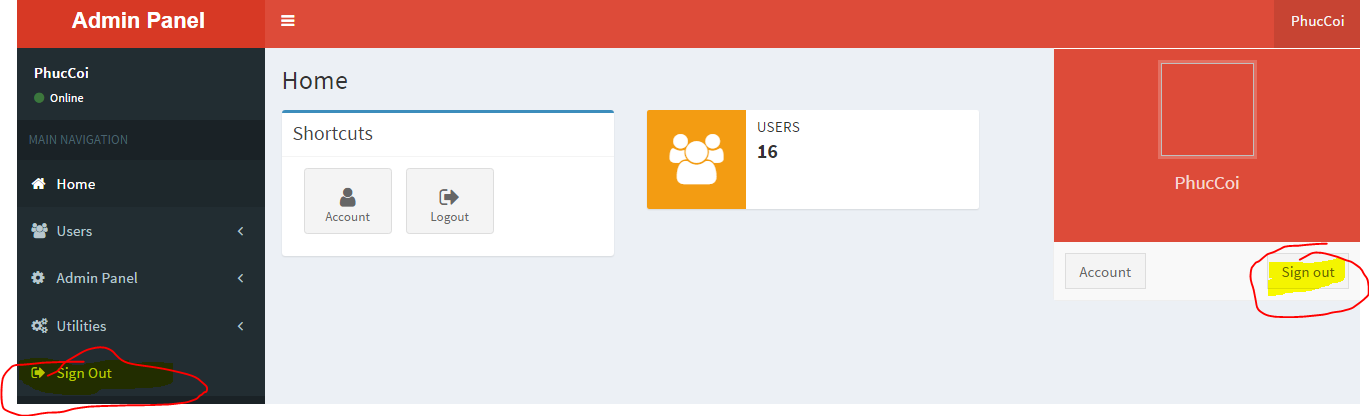 Admin Panel
PhucCoi
PhucCoi
Online
MAIN NAVIGATION
Home
Users
Admin Panel
Utilities
Sign Out
Home
Shortcuts
Account
Logout
USERS
16
PhucCoi
Account
Sign out